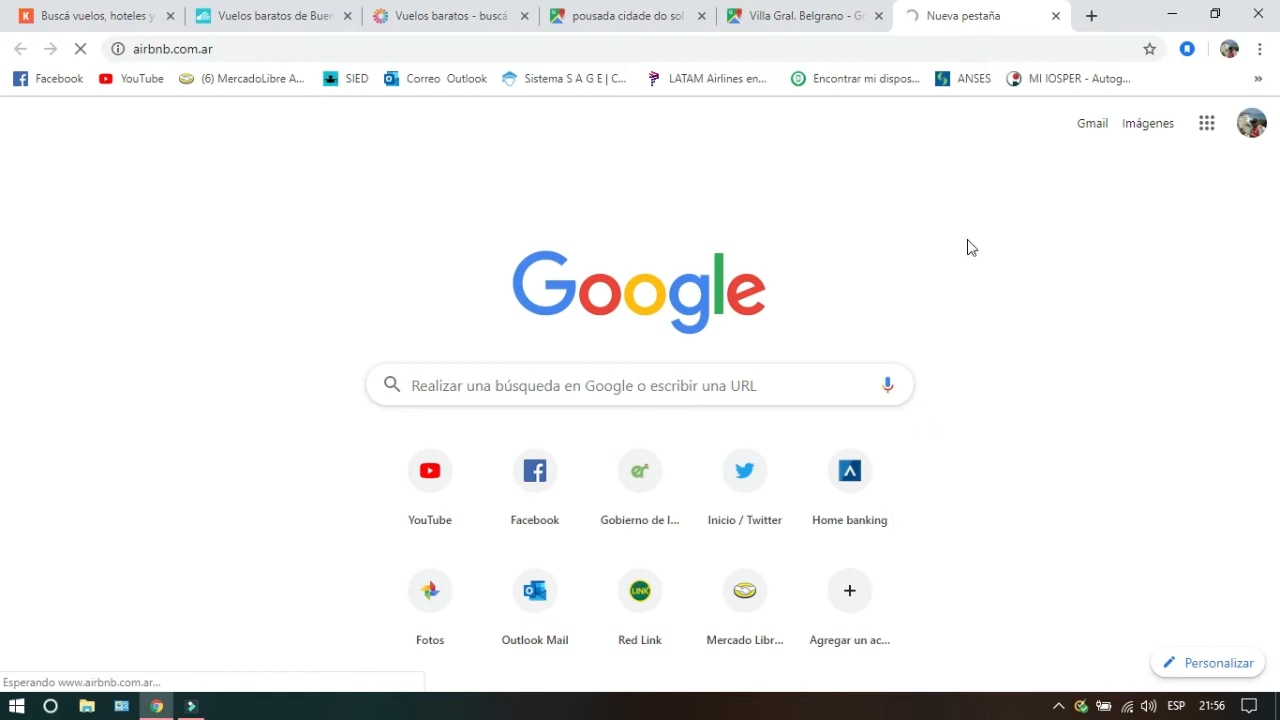 Buscá vuelos, hoteles y
Vuelos baratos de Buer
Vuelos baratos - buscá
pousada cidade do sol
Villa Gral. Belgrano - Go
Nueva pestaña
airbnb.com.ar
Facebook
YouTube
(6) MercadoLibre A...
SIED
Correo Outlook
Sistema S A G E | C...
LATAM Airlines en...
Encontrar mi dispos...
ANSES
MI IOSPER - Autog...
Gmail
Imágenes
Google
Realizar una búsqueda en Google o escribir una URL
YouTube
Facebook
Gobierno de l...
Inicio / Twitter
Home banking
LINK
Fotos
Outlook Mail
Red Link
Mercado Libr...
Agregar un ac...
Personalizar
Esperando www.airbnb.com.ar...
ESP
21:56